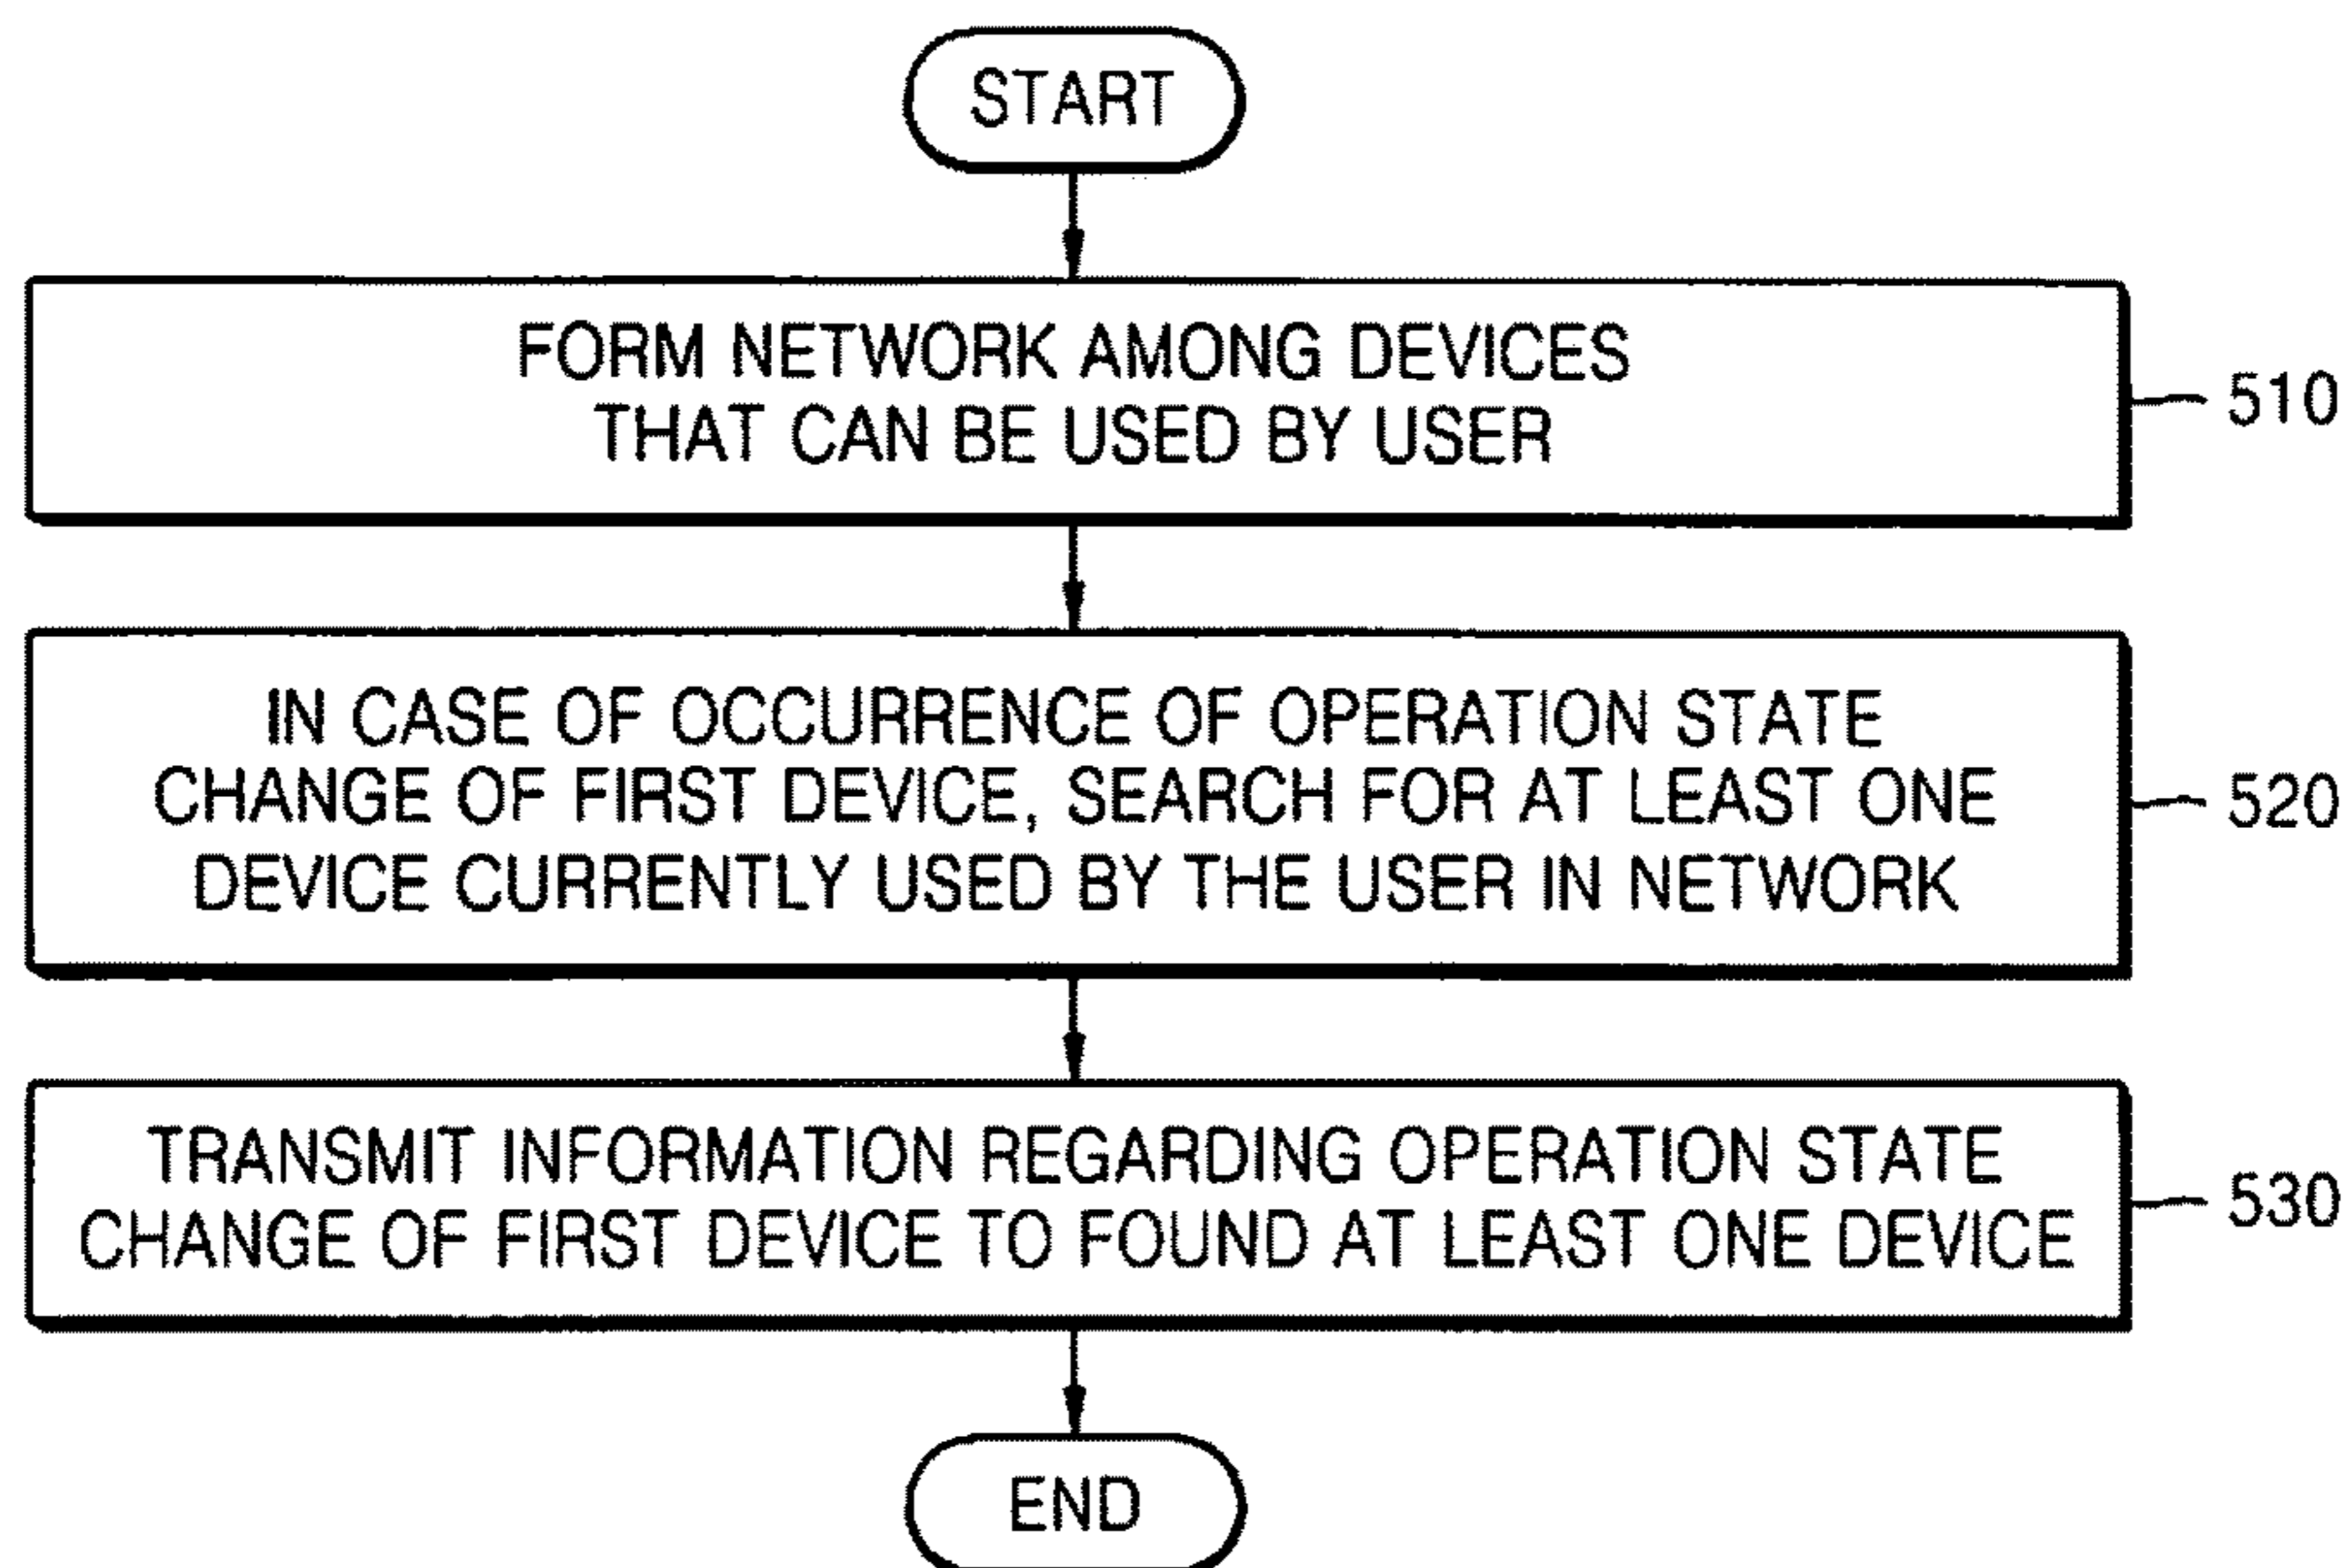 START
FORM NETWORK AMONG DEVICES
THAT CAN BE USED BY USER
510
IN CASE OF OCCURRENCE OF OPERATION STATE
CHANGE OF FIRST DEVICE, SEARCH FOR AT LEAST ONE
DEVICE CURRENTLY USED BY THE USER IN NETWORK
520
TRANSMIT INFORMATION REGARDING OPERATION STATE
CHANGE OF FIRST DEVICE TO FOUND AT LEAST ONE DEVICE
530
END